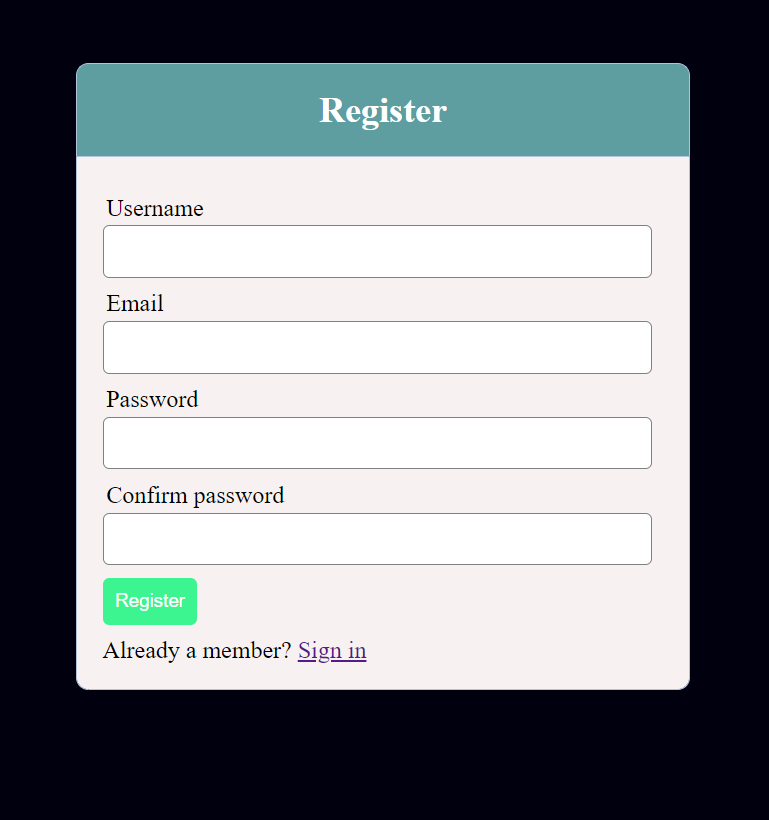 Register
Username
Email
Password
Confirm password
Register
Already a member? Sign in